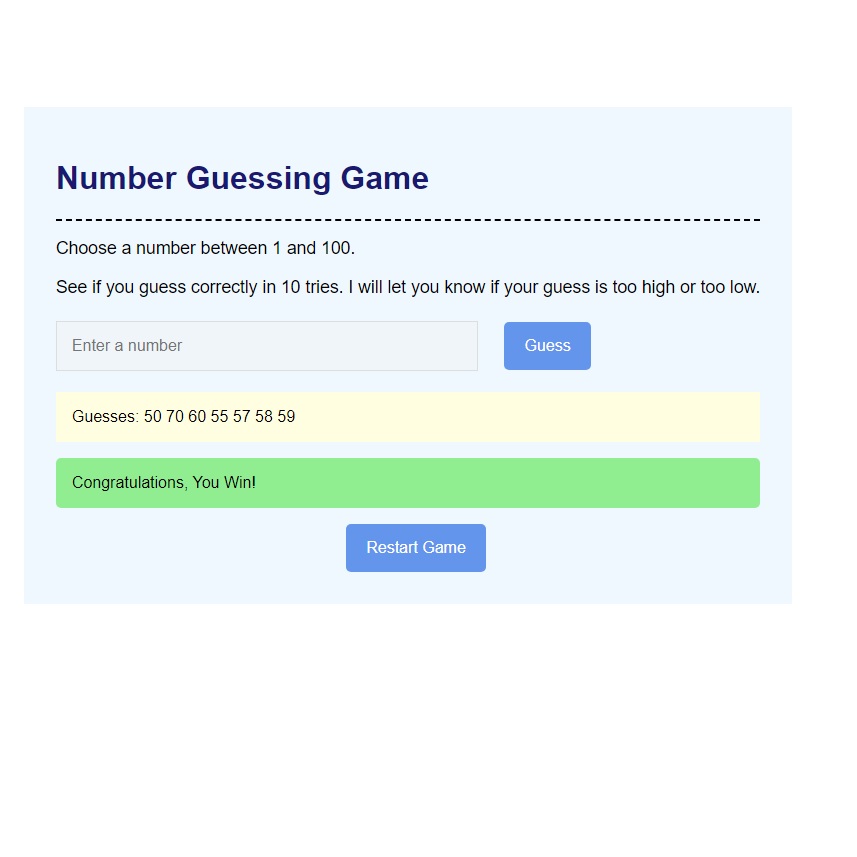 Number Guessing Game
Choose a number between 1 and 100.
See if you guess correctly in 10 tries. I will let you know if your guess is too high or too low.
Enter a number
Guess
Guesses: 50 70 60 55 57 58 59
Congratulations, You Win!
Restart Game